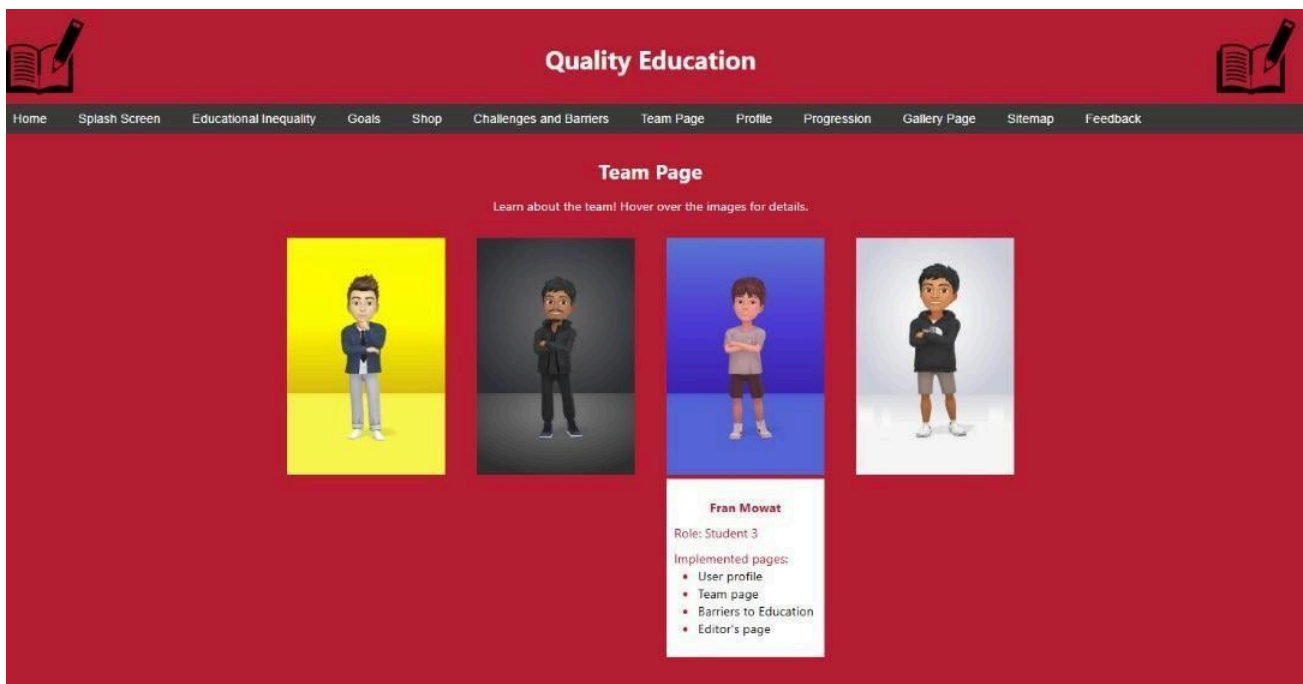 Quality Education
Home Splash Screen Educational Inequality Goals Shop Challenges and Barriers Team Page Profile Progression Gallery Page Sitemap Feedback
Team Page
Learn about the team! Hover over the images for details.
Fran Mowat
Role: Student 3
Implemented pages:
• User profile
• Team page
• Barriers to Education
• Editor's page